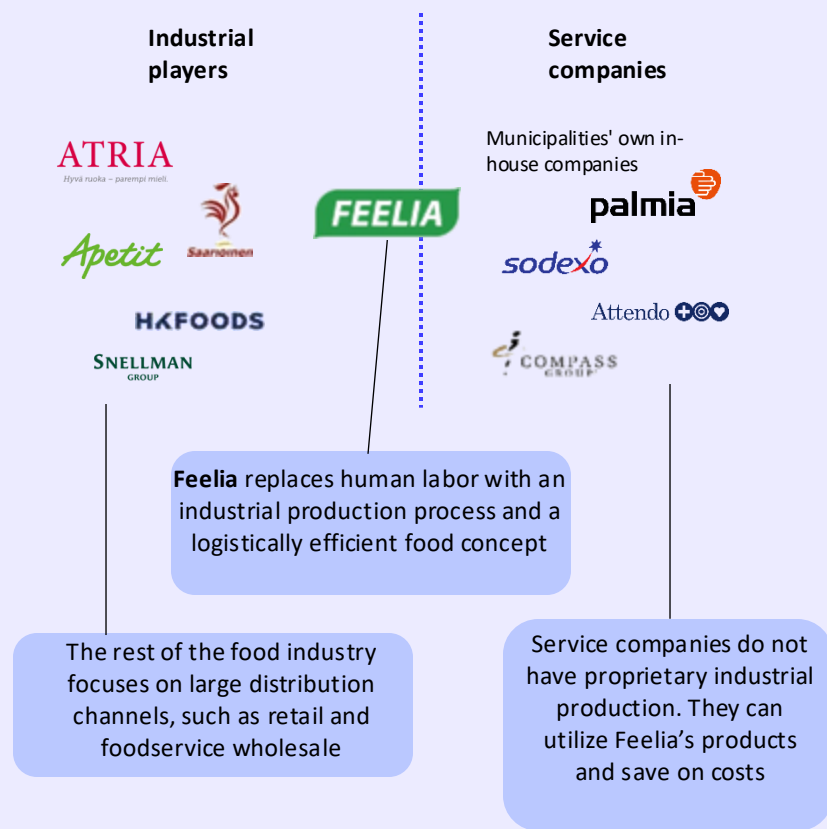 Industrial
players
Service
companies
ATRIA
Hyvä ruoka – parempi mieli.
Saarioinen
Apetit
HKFOODS
SNELLMAN
GROUP
FEELIA
Municipalities' own in-
house companies
palmia
sodexo
Attendo
COMPASS
GROUP
Feelia replaces human labor with an
industrial production process and a
logistically efficient food concept
The rest of the food industry
focuses on large distribution
channels, such as retail and
foodservice wholesale
Service companies do not
have proprietary industrial
production. They can
utilize Feelia’s products
and save on costs